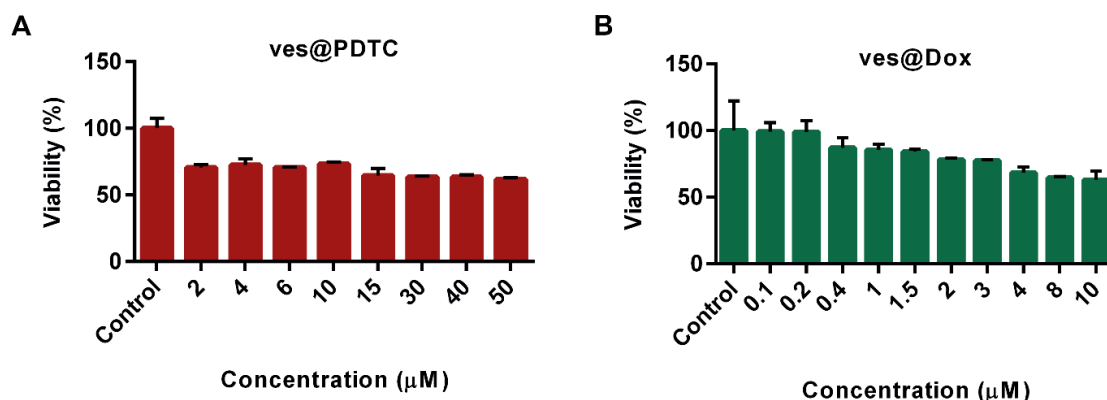 A
ves@PDTC
Viability (%)
150
100
50
0
Control
2
4
6
10
15
30
40
50
Concentration (μM)
B
ves@Dox
Viability (%)
150
100
50
0
Control
0.1
0.2
0.4
1
1.5
2
3
4
8
10
Concentration (μM)